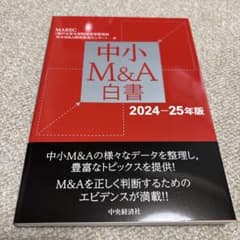 MAREC
中小
M&A
白書
2024−25年版
中小M&Aの様々なデータを整理し,
豊富なトピックスを提供!
M&Aを正しく判断するための
エビデンスが満載!!
中央経済社